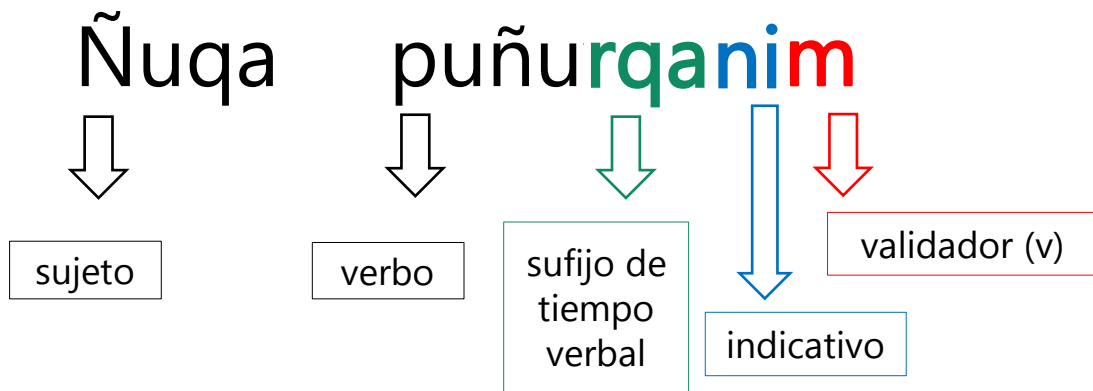 Ñuqa puñurqanim
sujeto
verbo
sufijo de
tiempo
verbal
indicativo
validador (v)